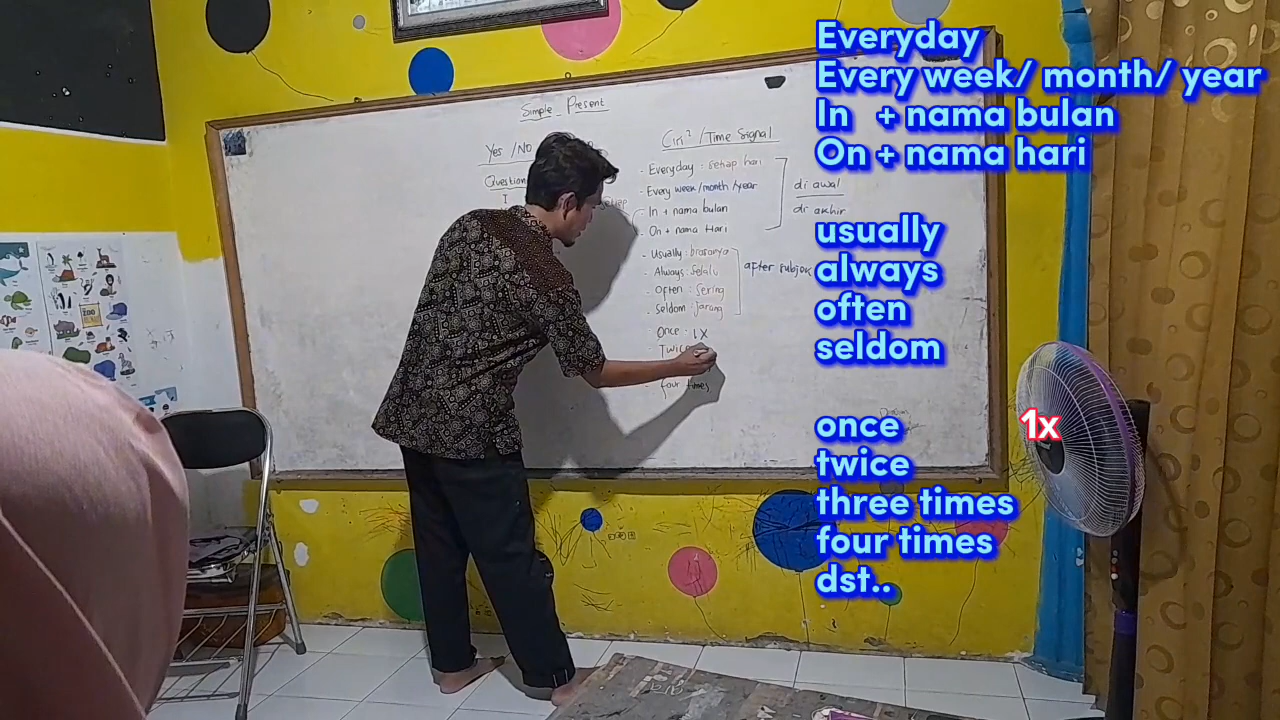 Simple Present
Yes / No
Question
I
Ciri² / Time Signal
- Everyday : setiap hari
- Every week / month / year
- In + nama bulan
- On + nama Hari
di awal
di akhir
- Usually : biasanya
- Always : selalu
- Often : sering
- Seldom : jarang
after subjek
Once : 1 X
- Twice
- four times
ZOO
Everyday
Every week/ month/ year
In + nama bulan
On + nama hari
usually
always
often
seldom
once 1x
twice
three times
four times
dst..